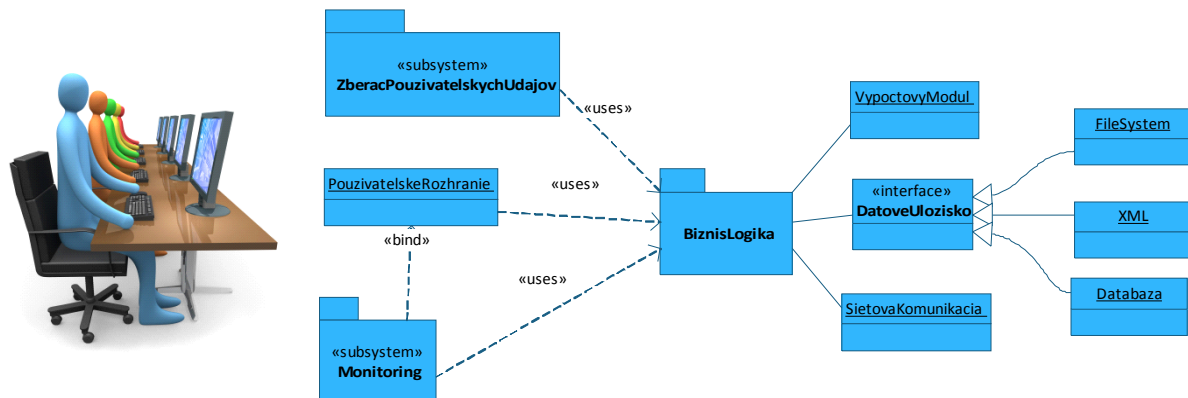 «subsystem»
ZberacPouzivatelskychUdajov
«uses»
VypoctovyModul
FileSystem
PouzivatelskeRozhranie
«uses»
«interface»
DatoveUlozisko
XML
BiznisLogika
«bind»
«uses»
SietovaKomunikacia
Databaza
«subsystem»
Monitoring